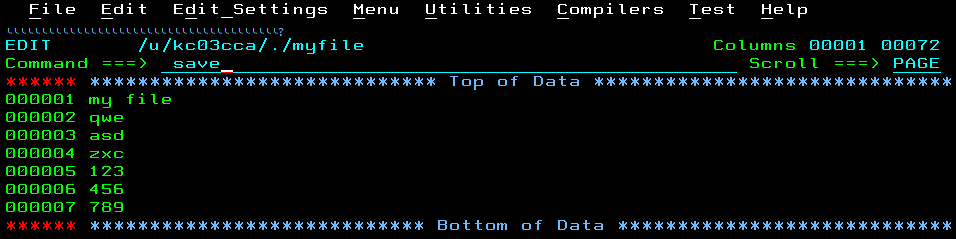 File Edit Edit_Settings Menu Utilities Compilers Test Help
EDIT /u/kc03cca/./myfile Columns 00001 00072
Command ===> save_ Scroll ===> PAGE
****** ***************************** Top of Data ******************************
000001 my file
000002 qwe
000003 asd
000004 zxc
000005 123
000006 456
000007 789
****** **************************** Bottom of Data ****************************